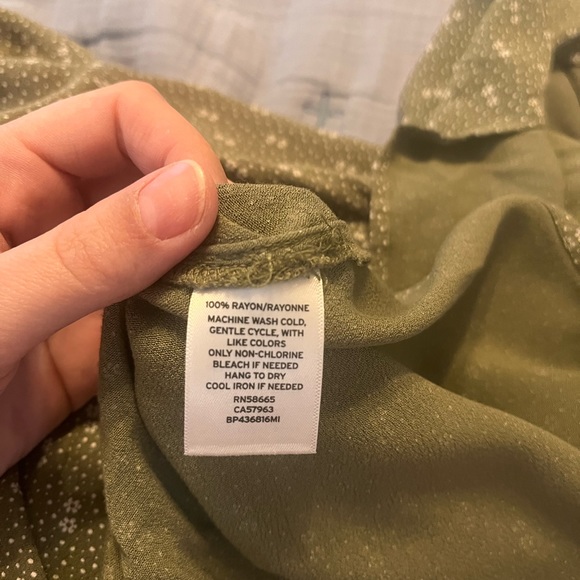 100% RAYON/RAYONNE
MACHINE WASH COLD,
GENTLE CYCLE, WITH
LIKE COLORS
ONLY NON-CHLORINE
BLEACH IF NEEDED
HANG TO DRY
COOL IRON IF NEEDED
RN58665
CA57963
BP436816MI